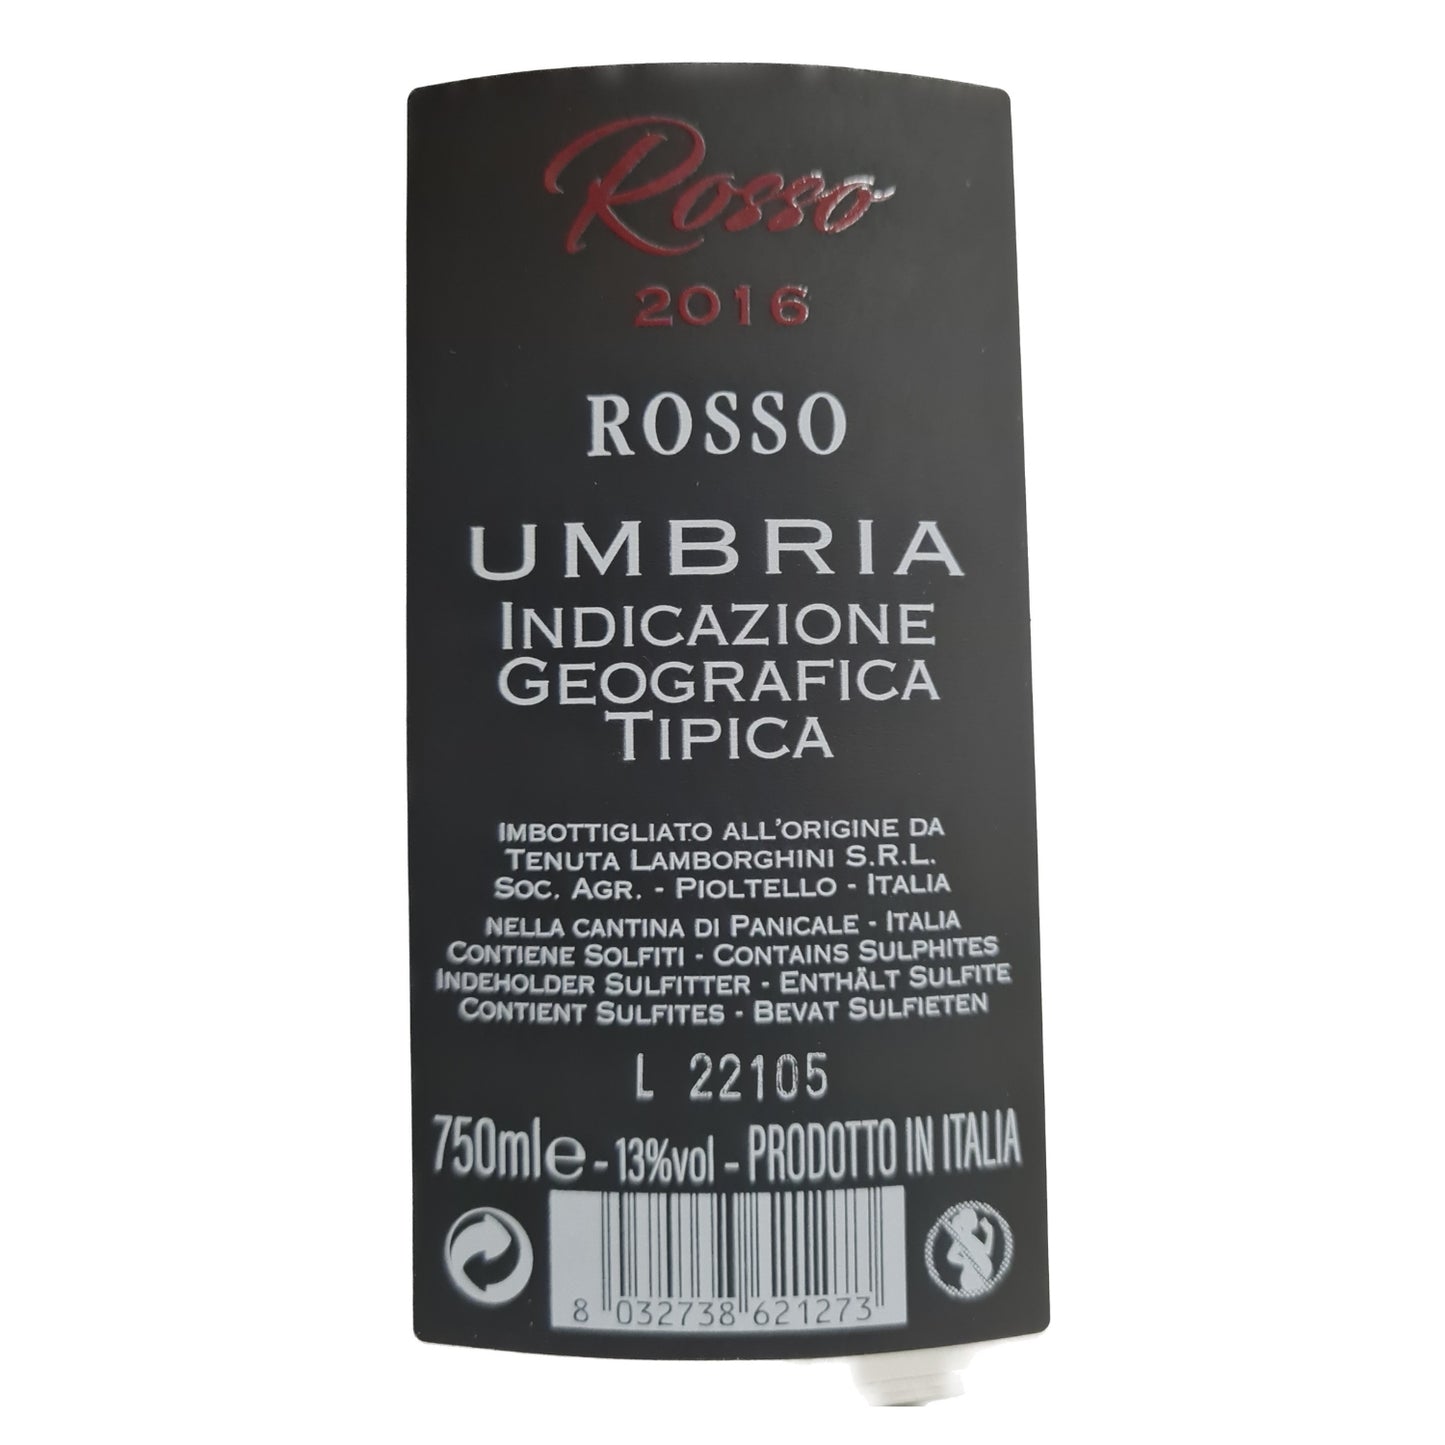 Rosso
2016
ROSSO
UMBRIA
INDICAZIONE
GEOGRAFICA
TIPICA
IMBOTTIGLIATO ALL'ORIGINE DA
TENUTA LAMBORGHINI S.R.L.
SOC. AGR. - PIOLTELLO - ITALIA
NELLA CANTINA DI PANICALE - ITALIA
CONTIENE SOLFITI - CONTAINS SULPHITES
INDEHOLDER SULFITTER - ENTHÄLT SULFITE
CONTIENT SULFITES - BEVAT SULFIETEN
L 22105
750ml℮ - 13%vol - PRODOTTO IN ITALIA
8 032738 621273